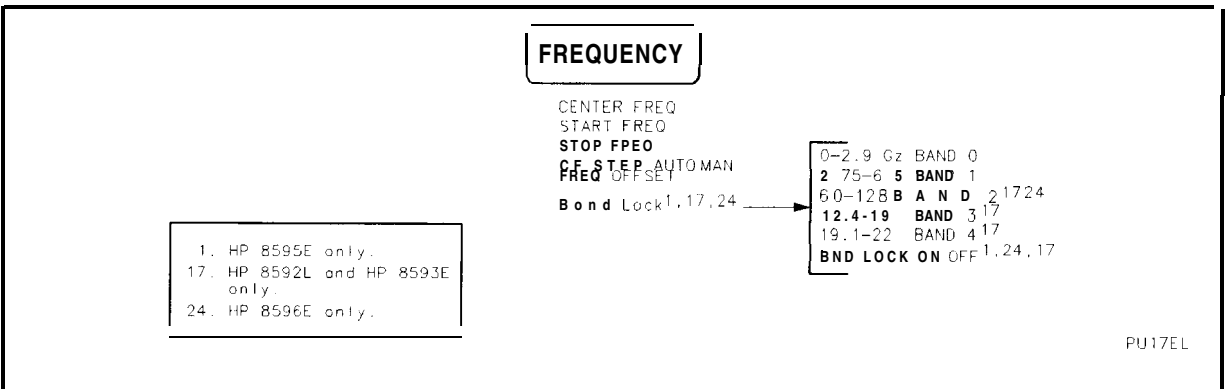 FREQUENCY
CENTER FREQ
START FREQ
STOP FPEO
CF STEP AUTO MAN
FREQ OFFSET
Bond Lock1,17,24
0-2.9 Gz BAND 0
2 75-6 5 BAND 1
60-128 BAND 2 1724
12.4-19 BAND 3 17
19.1-22 BAND 4 17
BND LOCK ON OFF 1,24,17
1. HP 8595E only.
17. HP 8592L and HP 8593E
only.
24. HP 8596E only.
PU17EL